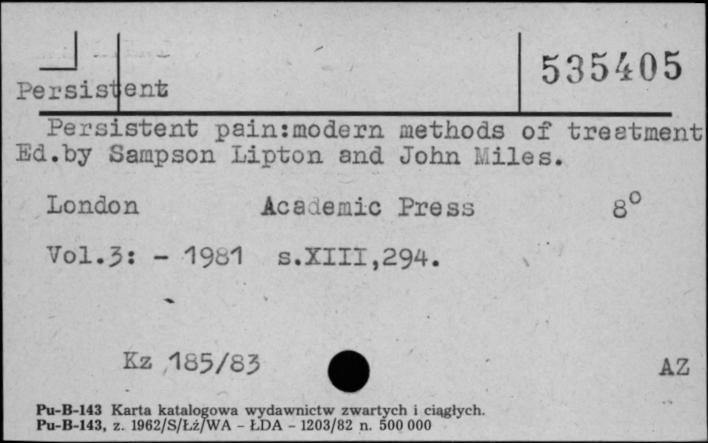 535405
Persistent
Persistent pain:modern methods of treatment
Ed.by Sampson Lipton and John Miles.
London Academic Press 8°
Vol.3: - 1981 s.XIII,294.
Kz 185/83 AZ
Pu-B-143 Karta katalogowa wydawnictw zwartych i ciągłych.
Pu-B-143, z. 1962/S/Łź/WA - ŁDA - 1203/82 n. 500 000